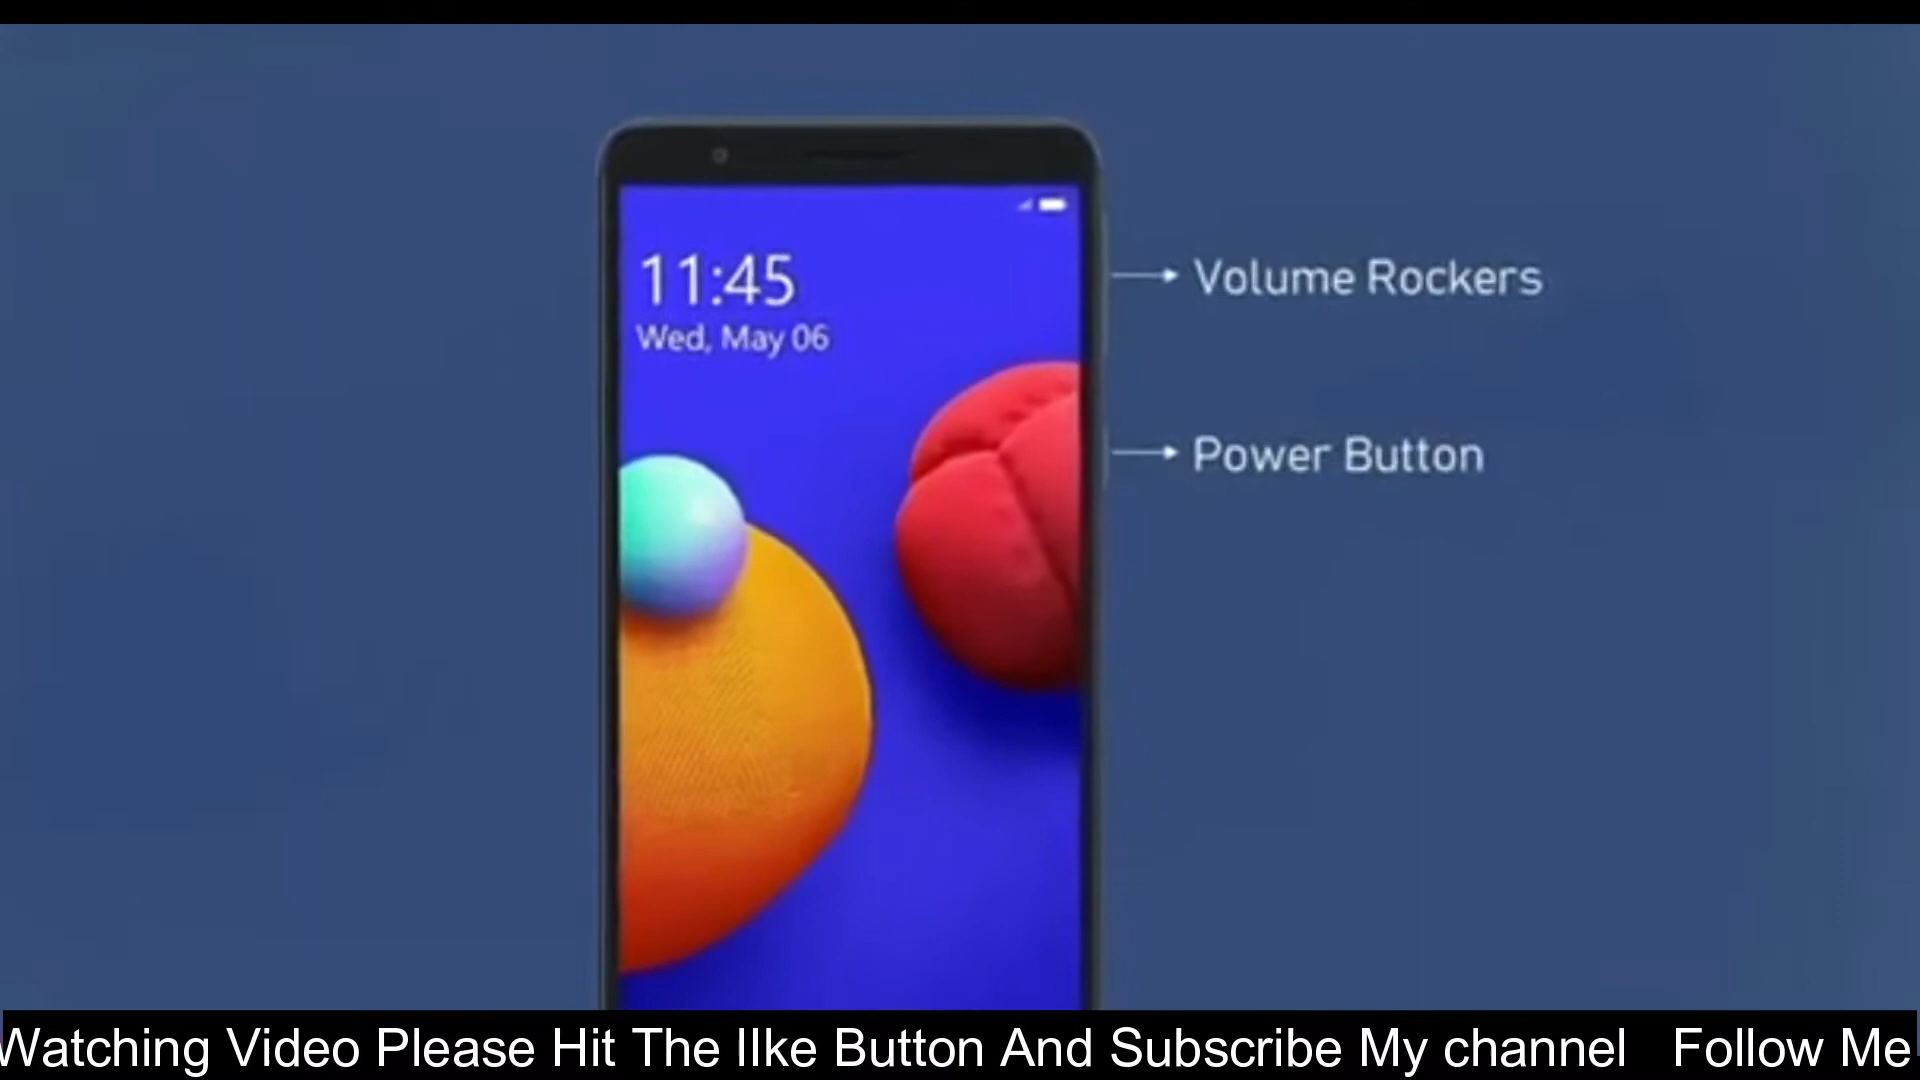 11:45
Wed, May 06
Volume Rockers
Power Button
Watching Video Please Hit The lIke Button And Subscribe My channel Follow Me